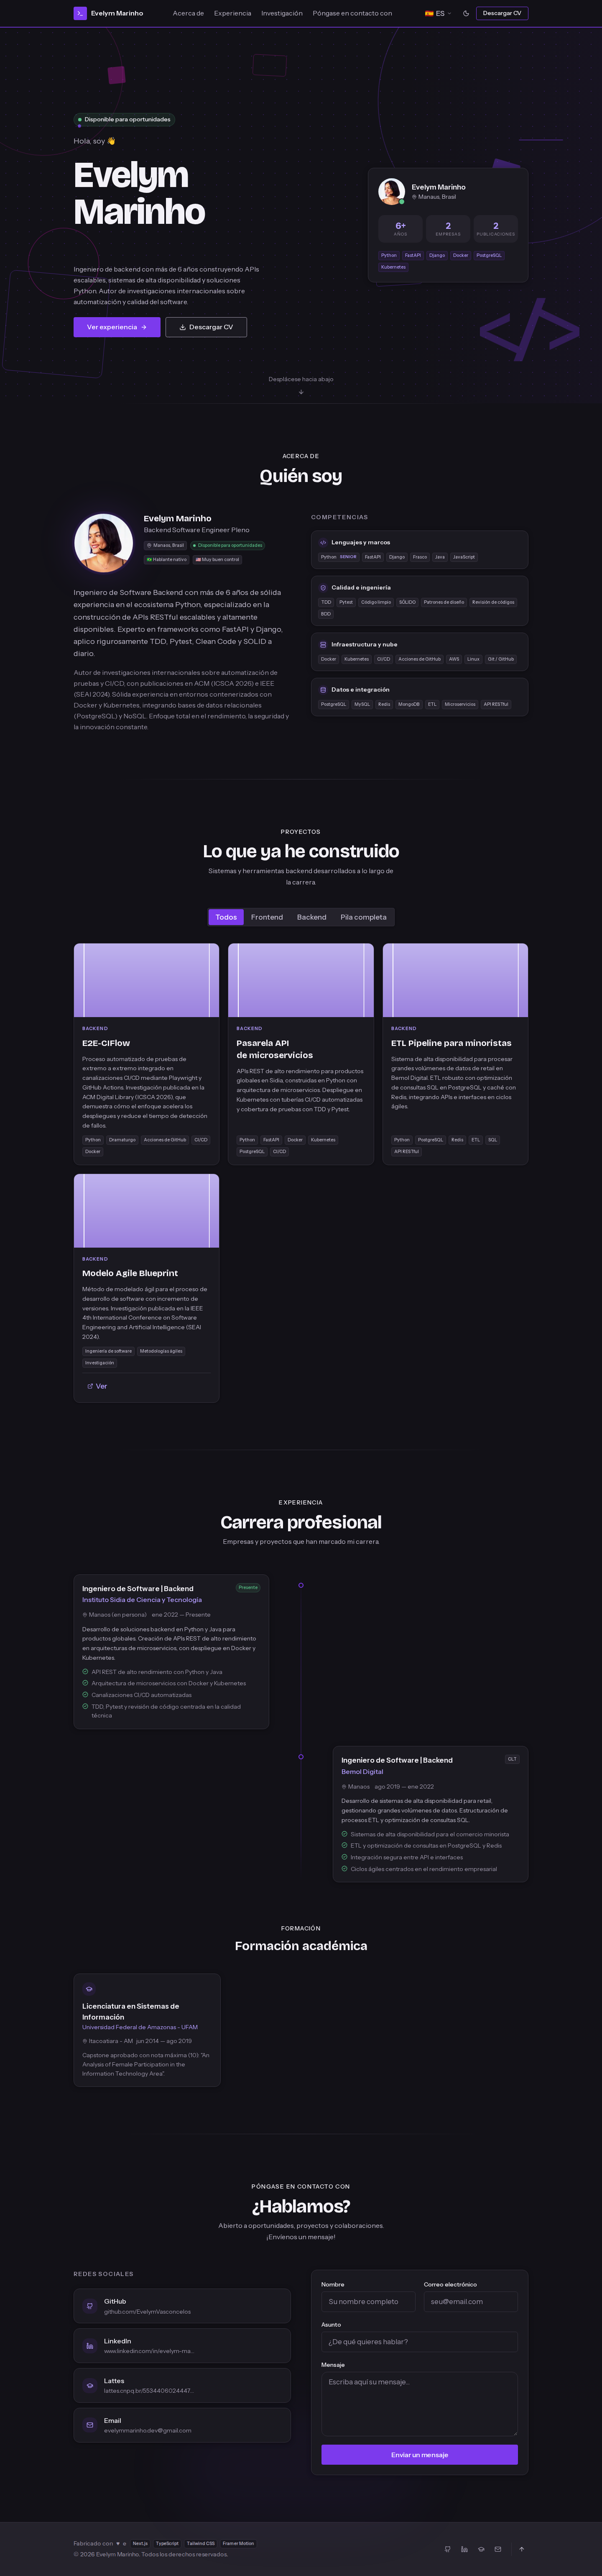 Evelym Marinho
Acerca de
Experiencia
Investigación
Póngase en contacto con
ES
Descargar CV
Disponible para oportunidades
Hola, soy 👋
Evelym
Marinho
Ingeniero de backend con más de 6 años construyendo APIs
escalables, sistemas de alta disponibilidad y soluciones
Python. Autor de investigaciones internacionales sobre
automatización y calidad del software.
Ver experiencia →
Descargar CV
Evelym Marinho
Manaus, Brasil
6+
AÑOS
2
EMPRESAS
2
PUBLICACIONES
Python FastAPI Django Docker PostgreSQL
Kubernetes
</>
Desplácese hacia abajo
ACERCA DE
Quién soy
Evelym Marinho
Backend Software Engineer Pleno
Manaos, Brasil
Disponible para oportunidades
Hablante nativo
Muy buen control
Ingeniero de Software Backend con más de 6 años de sólida
experiencia en el ecosistema Python, especializado en la
construcción de APIs RESTful escalables y altamente
disponibles. Experto en frameworks como FastAPI y Django,
aplico rigurosamente TDD, Pytest, Clean Code y SOLID a
diario.
Autor de investigaciones internacionales sobre automatización de
pruebas y CI/CD, con publicaciones en ACM (ICSCA 2026) e IEEE
(SEAI 2024). Sólida experiencia en entornos contenerizados con
Docker y Kubernetes, integrando bases de datos relacionales
(PostgreSQL) y NoSQL. Enfoque total en el rendimiento, la seguridad y
la innovación constante.
COMPETENCIAS
Lenguajes y marcos
Python SENIOR FastAPI Django Frasco Java JavaScript
Calidad e ingeniería
TDD Pytest Código limpio SÓLIDO Patrones de diseño Revisión de códigos
BDD
Infraestructura y nube
Docker Kubernetes CI/CD Acciones de GitHub AWS Linux Git / GitHub
Datos e integración
PostgreSQL MySQL Redis MongoDB ETL Microservicios API RESTful
PROYECTOS
Lo que ya he construido
Sistemas y herramientas backend desarrollados a lo largo de
la carrera.
Todos
Frontend
Backend
Pila completa
BACKEND
E2E-CIFlow
Proceso automatizado de pruebas de
extremo a extremo integrado en
canalizaciones CI/CD mediante Playwright y
GitHub Actions. Investigación publicada en la
ACM Digital Library (ICSCA 2026), que
demuestra cómo el enfoque acelera los
despliegues y reduce el tiempo de detección
de fallos.
Python Dramaturgo Acciones de GitHub CI/CD
Docker
BACKEND
Pasarela API
de microservicios
APIs REST de alto rendimiento para productos
globales en Sidia, construidas en Python con
arquitectura de microservicios. Despliegue en
Kubernetes con tuberías CI/CD automatizadas
y cobertura de pruebas con TDD y Pytest.
Python FastAPI Docker Kubernetes
PostgreSQL CI/CD
BACKEND
ETL Pipeline para minoristas
Sistema de alta disponibilidad para procesar
grandes volúmenes de datos de retail en
Bemol Digital. ETL robusto con optimización
de consultas SQL en PostgreSQL y caché con
Redis, integrando APIs e interfaces en ciclos
ágiles.
Python PostgreSQL Redis ETL SQL
API RESTful
BACKEND
Modelo Agile Blueprint
Método de modelado ágil para el proceso de
desarrollo de software con incremento de
versiones. Investigación publicada en la IEEE
4th International Conference on Software
Engineering and Artificial Intelligence (SEAI
2024).
Ingeniería de software Metodologías ágiles
Investigación
Ver
EXPERIENCIA
Carrera profesional
Empresas y proyectos que han marcado mi carrera.
Ingeniero de Software | Backend
Presente
Instituto Sidia de Ciencia y Tecnología
Manaos (en persona) · ene 2022 — Presente
Desarrollo de soluciones backend en Python y Java para
productos globales. Creación de APIs REST de alto rendimiento
en arquitecturas de microservicios, con despliegue en Docker y
Kubernetes.
API REST de alto rendimiento con Python y Java
Arquitectura de microservicios con Docker y Kubernetes
Canalizaciones CI/CD automatizadas
TDD, Pytest y revisión de código centrada en la calidad
técnica
Ingeniero de Software | Backend
CLT
Bemol Digital
Manaos · ago 2019 — ene 2022
Desarrollo de sistemas de alta disponibilidad para retail,
gestionando grandes volúmenes de datos. Estructuración de
procesos ETL y optimización de consultas SQL.
Sistemas de alta disponibilidad para el comercio minorista
ETL y optimización de consultas en PostgreSQL y Redis
Integración segura entre API e interfaces
Ciclos ágiles centrados en el rendimiento empresarial
FORMACIÓN
Formación académica
Licenciatura en Sistemas de
Información
Universidad Federal de Amazonas - UFAM
Itacoatiara - AM · jun 2014 — ago 2019
Capstone aprobado con nota máxima (10): "An
Analysis of Female Participation in the
Information Technology Area".
PÓNGASE EN CONTACTO CON
¿Hablamos?
Abierto a oportunidades, proyectos y colaboraciones.
¡Envíenos un mensaje!
REDES SOCIALES
GitHub
github.com/EvelymVasconcelos
LinkedIn
www.linkedin.com/in/evelym-ma...
Lattes
lattes.cnpq.br/5534406024447...
Email
evelymmarinho.dev@gmail.com
Nombre
Correo electrónico
Su nombre completo
seu@email.com
Asunto
¿De qué quieres hablar?
Mensaje
Escriba aquí su mensaje...
Enviar un mensaje
Fabricado con ♥ e Next.js TypeScript Tailwind CSS Framer Motion
© 2026 Evelym Marinho. Todos los derechos reservados.